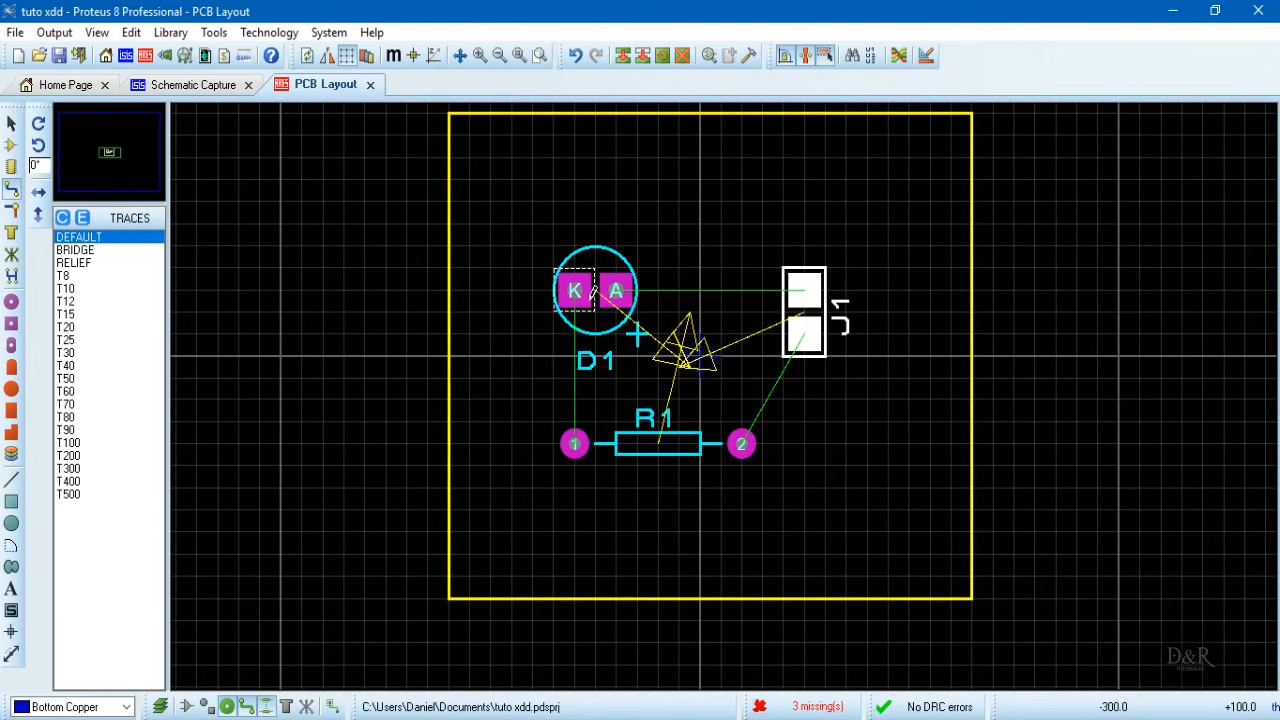 tuto xdd - Proteus 8 Professional - PCB Layout
File Output View Edit Library Tools Technology System Help
Home Page Schematic Capture PCB Layout
0°
C E TRACES
DEFAULT
BRIDGE
RELIEF
T8
T10
T12
T15
T20
T25
T30
T40
T50
T60
T70
T80
T90
T100
T200
T300
T400
T500
K A
J1
D1
R1
1 2
D&R
Bottom Copper C:\Users\Daniel\Documents\tuto xdd.pdsprj 3 missing(s) No DRC errors -300.0 +100.0